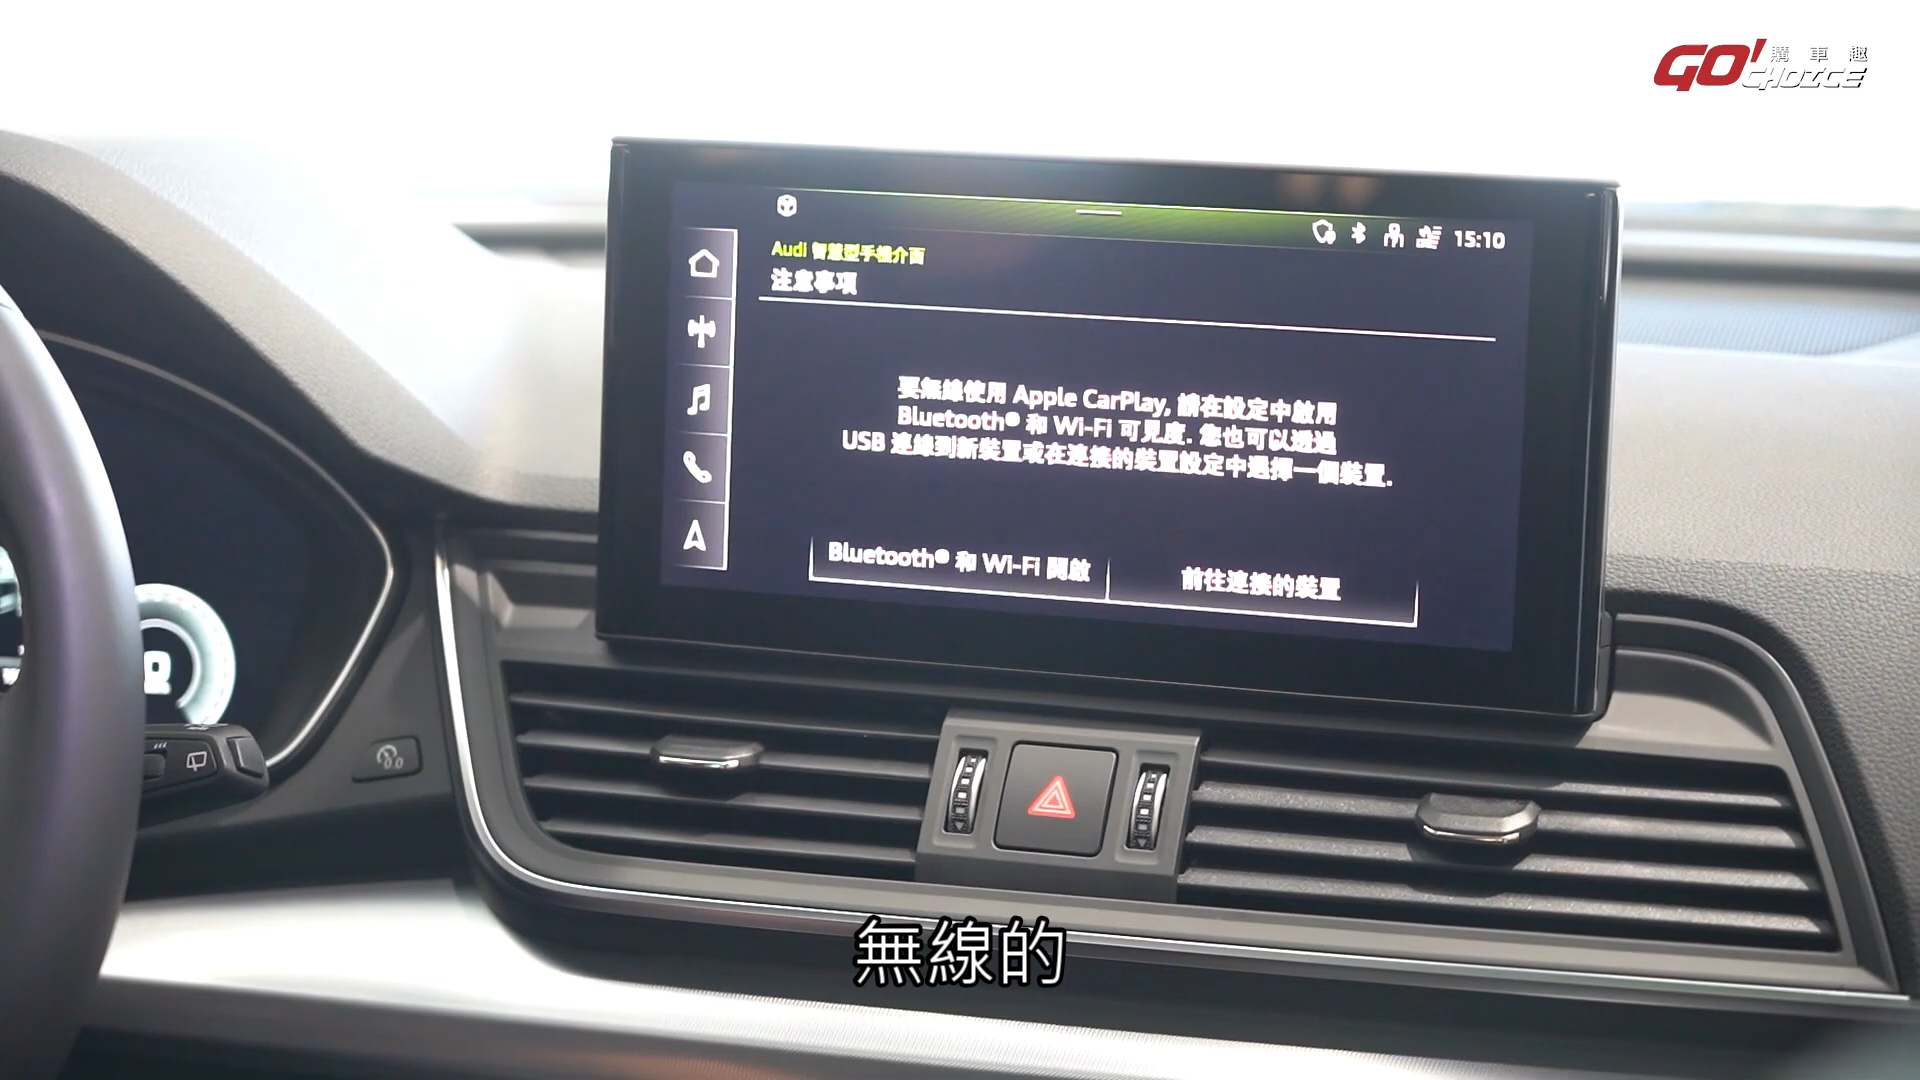 GO! 購車趣
CHOICE
15:10
Audi 智慧型手機介面
注意事項
要無線使用 Apple CarPlay, 請在設定中啟用
Bluetooth® 和 Wi-Fi 可見度. 您也可以透過
USB 連線到新裝置或在連接的裝置設定中選擇一個裝置.
Bluetooth® 和 Wi-Fi 開啟
前往連接的裝置
無線的